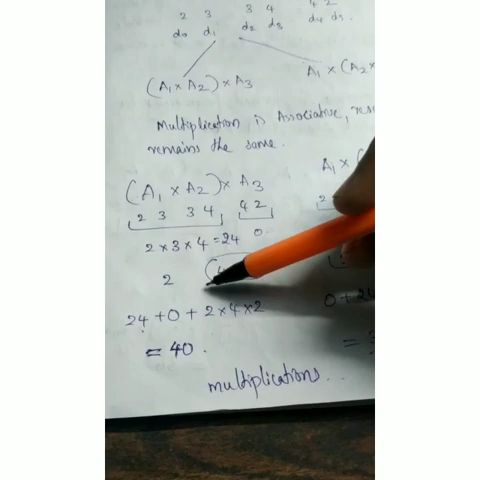 2 3 3 4 4 2
d0 d1 d2 d3 d4 d5
(A1 × A2) × A3 A1 × (A2 ×
Multiplication is Associative,
remains the same.
(A1 × A2) × A3 A1 ×
2 3 3 4 4 2 2
2 × 3 × 4 = 24 0
2
24 + 0 + 2 × 4 × 2 0 +
= 40. =
multiplications..